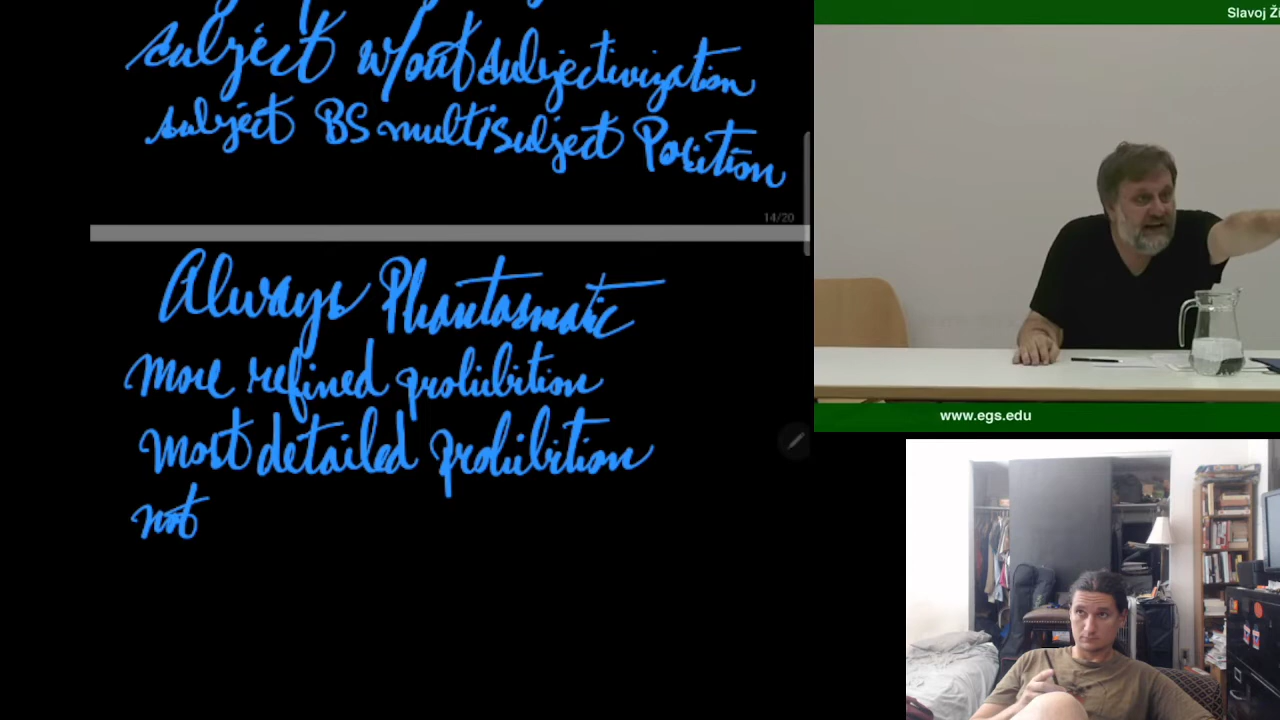 subject w/out subjectivization
subject BS multisubject Position
14/20
Always Phantasmatic
more refined prohibition
most detailed prohibition
not
Slavoj Ži
www.egs.edu